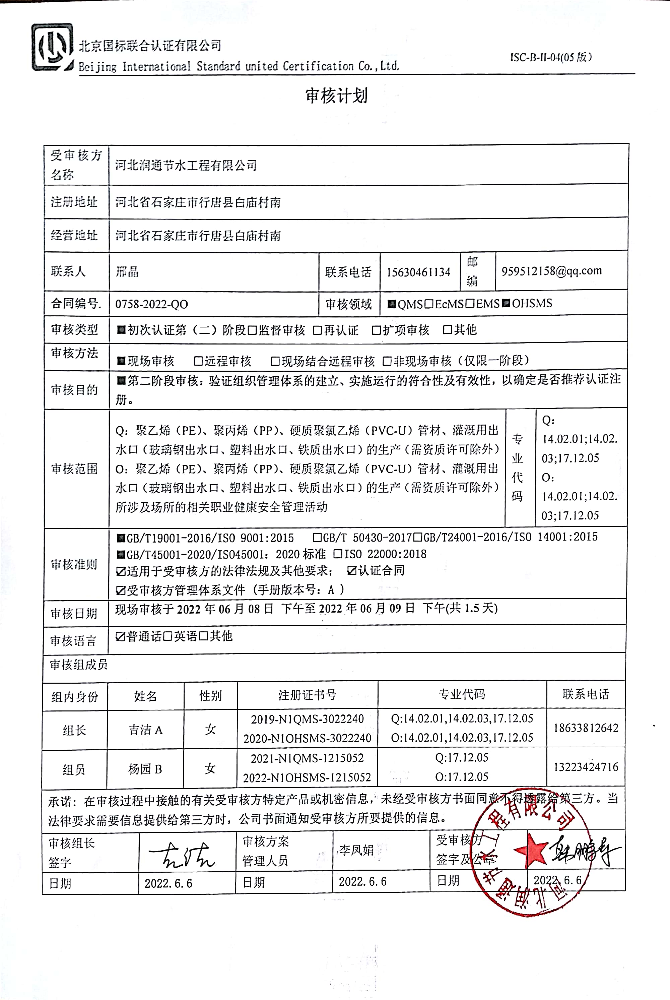 北京国标联合认证有限公司
Beijing International Standard united Certification Co.,Ltd.
ISC-B-II-04(05 版)
审核计划
受审核方
名称
河北润通节水工程有限公司
注册地址
河北省石家庄市行唐县白庙村南
经营地址
河北省石家庄市行唐县白庙村南
联系人
邢晶
联系电话
15630461134
邮
编
959512158@qq.com
合同编号.
0758-2022-QO
审核领域
■QMS□EcMS□EMS■OHSMS
审核类型
■初次认证第（二）阶段□监督审核 □再认证 □扩项审核 □其他
审核方法
■现场审核 □远程审核 □现场结合远程审核 □非现场审核（仅限一阶段）
审核目的
■第二阶段审核：验证组织管理体系的建立、实施运行的符合性及有效性，以确定是否推荐认证注
册。
审核范围
Q：聚乙烯（PE）、聚丙烯（PP）、硬质聚氯乙烯（PVC-U）管材、灌溉用出
水口（玻璃钢出水口、塑料出水口、铁质出水口）的生产（需资质许可除外）
O：聚乙烯（PE）、聚丙烯（PP）、硬质聚氯乙烯（PVC-U）管材、灌溉用出
水口（玻璃钢出水口、塑料出水口、铁质出水口）的生产（需资质许可除外）
所涉及场所的相关职业健康安全管理活动
专
业
代
码
Q:
14.02.01;14.02.
03;17.12.05
O:
14.02.01;14.02.
03;17.12.05
审核准则
■GB/T19001-2016/ISO 9001:2015 □GB/T 50430-2017□GB/T24001-2016/ISO 14001:2015
■GB/T45001-2020/ISO45001：2020 标准 □ISO 22000:2018
☑适用于受审核方的法律法规及其他要求； ☑认证合同
☑受审核方管理体系文件（手册版本号：A ）
审核日期
现场审核于 2022 年 06 月 08 日 下午至 2022 年 06 月 09 日 下午(共 1.5 天)
审核语言
☑普通话□英语□其他
审核组成员
组内身份 姓名 性别 注册证书号 专业代码 联系电话
组长 吉洁 A 女
2019-N1QMS-3022240
2020-N1OHSMS-3022240
Q:14.02.01,14.02.03,17.12.05
O:14.02.01,14.02.03,17.12.05
18633812642
组员 杨园 B 女
2021-N1QMS-1215052
2022-N1OHSMS-1215052
Q:17.12.05
O:17.12.05
13223424716
承诺：在审核过程中接触的有关受审核方特定产品或机密信息，未经受审核方书面同意不得透露给第三方。当
法律要求需要信息提供给第三方时，公司书面通知受审核方所要提供的信息。
审核组长
签字
吉洁
审核方案
管理人员
李凤娟
受审核方
签字及公章
河北润通节水工程有限公司
日期
2022.6.6
日期
2022.6.6
日期
2022.6.6